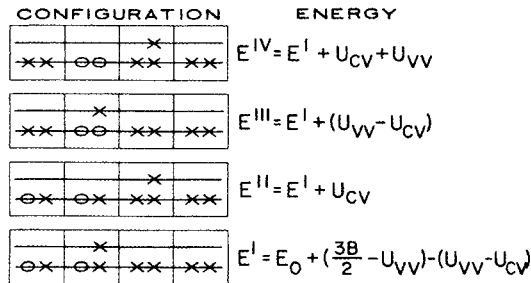 CONFIGURATION ENERGY
E^IV = E^I + U_CV + U_VV
E^III = E^I + (U_VV - U_CV)
E^II = E^I + U_CV
E^I = E_0 + (3B/2 - U_VV) - (U_VV - U_CV)